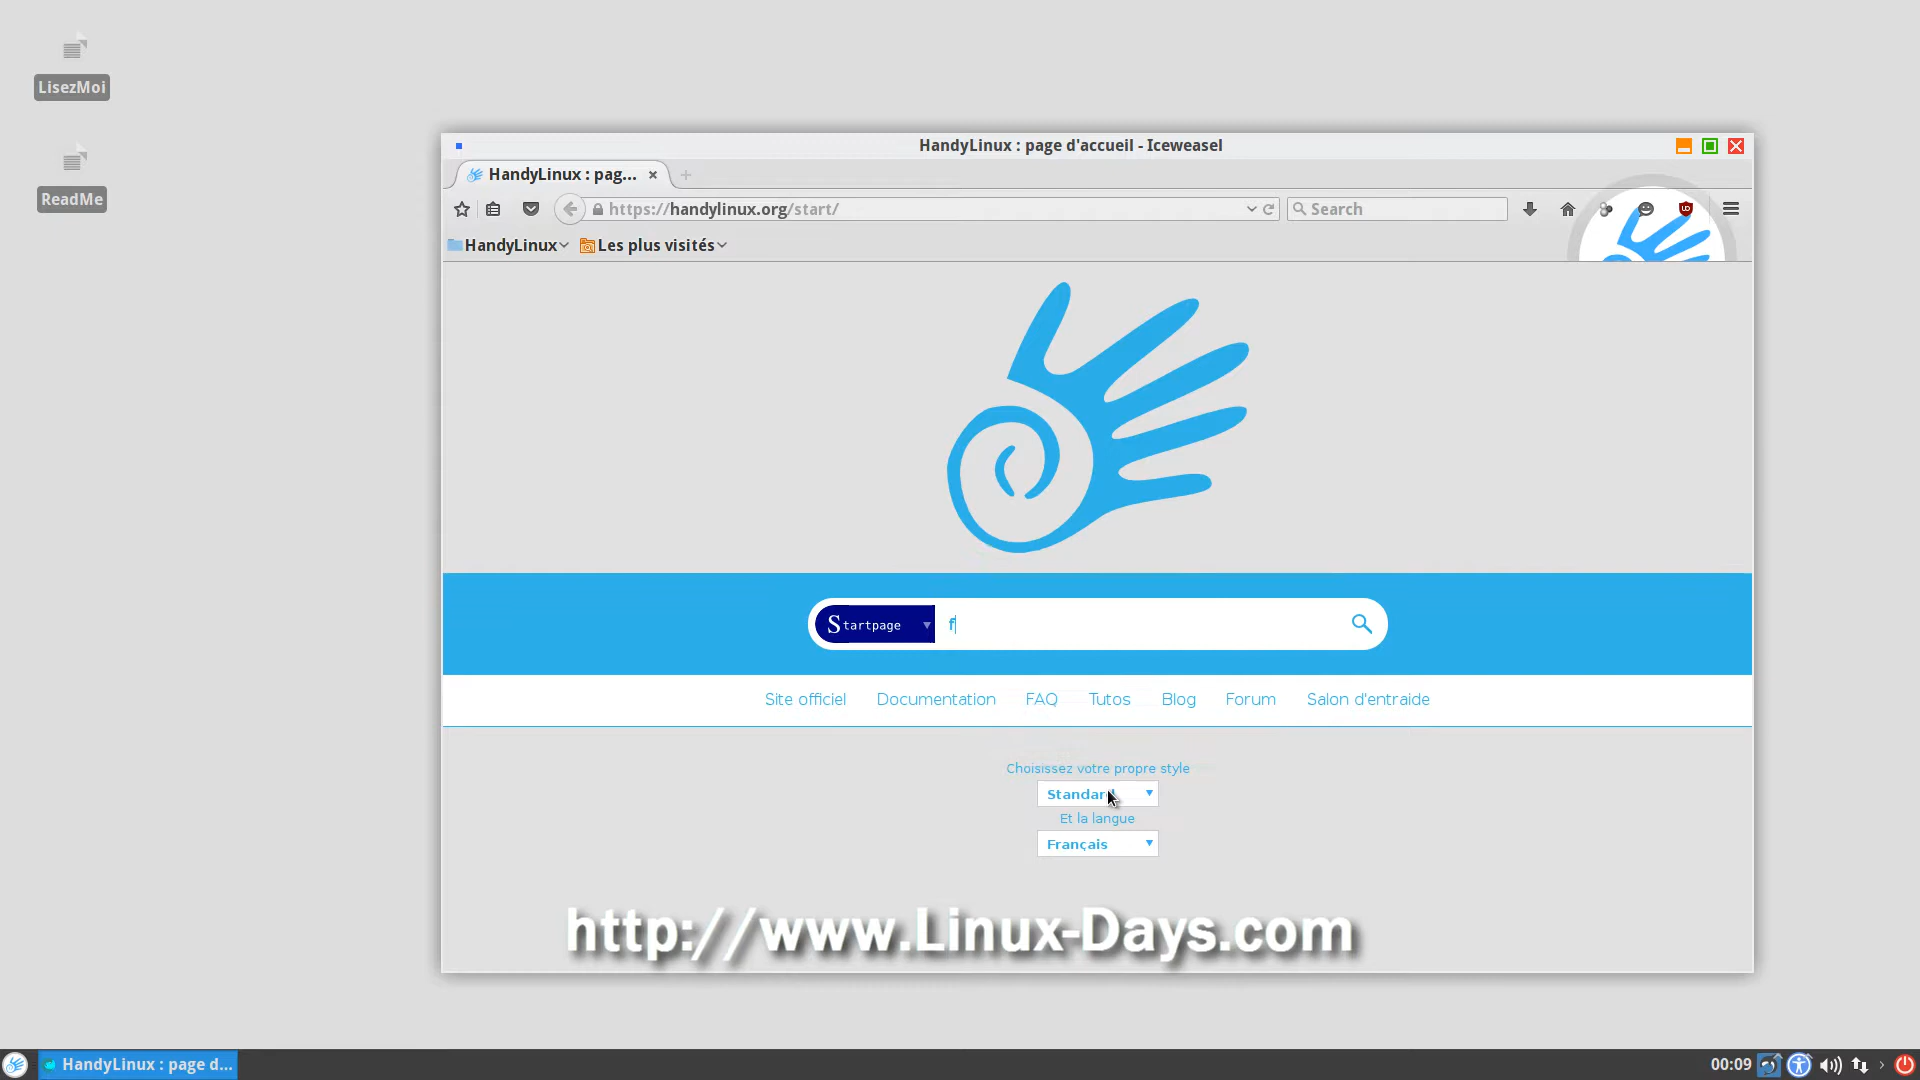 LisezMoi
ReadMe
HandyLinux : page d'accueil - Iceweasel
HandyLinux : pag...
https://handylinux.org/start/
Search
HandyLinux
Les plus visités
Startpage
f
Site officiel
Documentation
FAQ
Tutos
Blog
Forum
Salon d'entraide
Choisissez votre propre style
Standard
Et la langue
Français
http://www.Linux-Days.com
HandyLinux : page d...
00:09